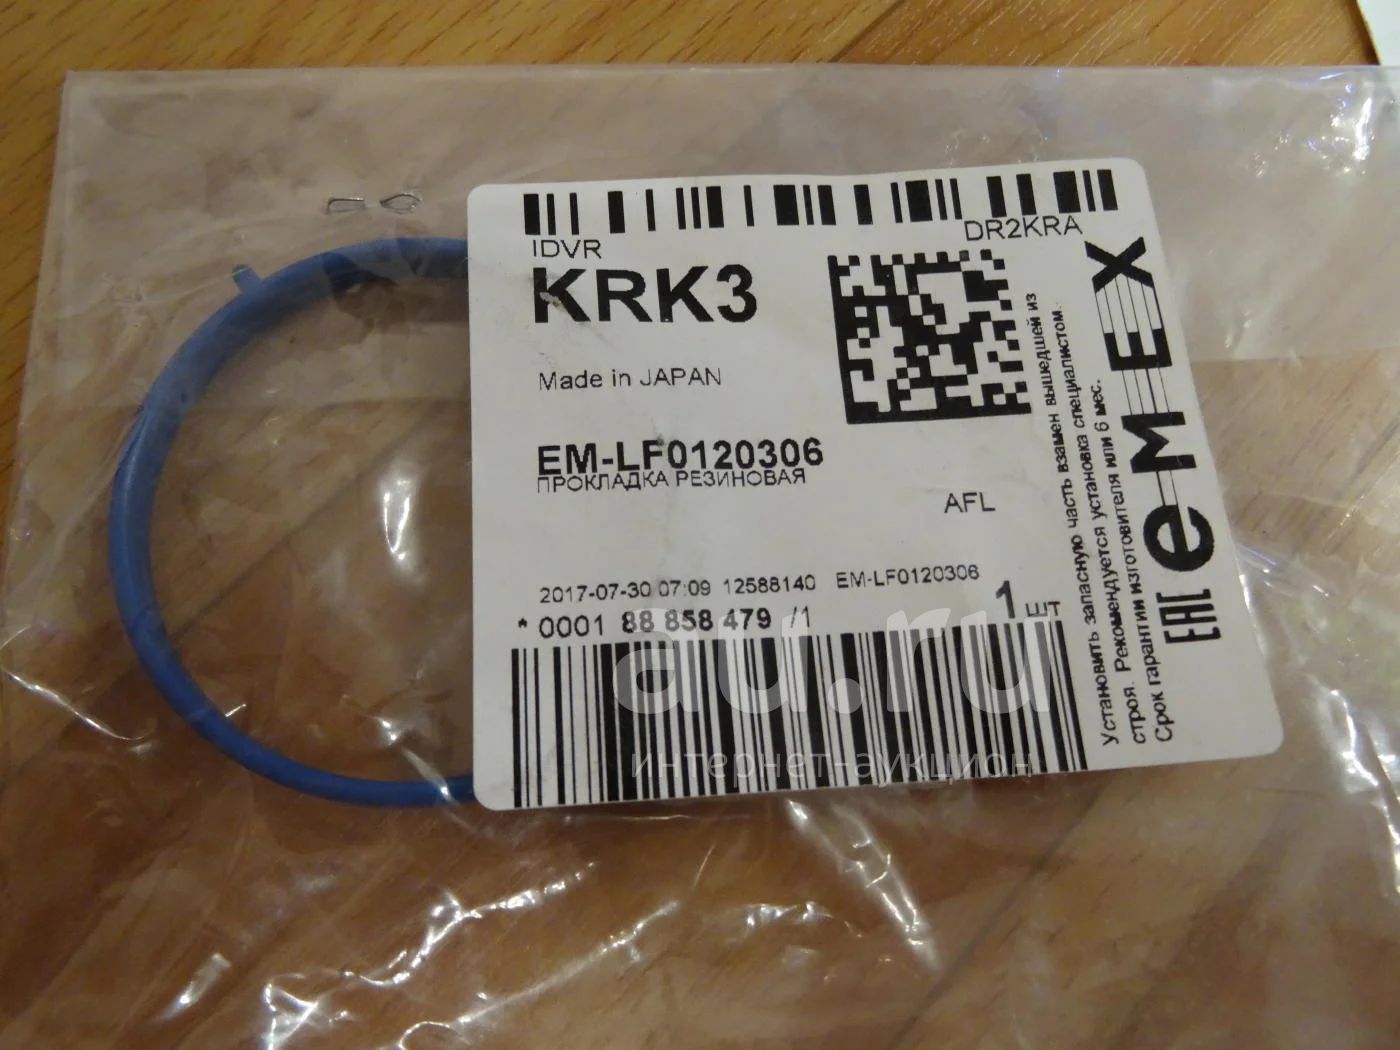 IDVR
DR2KRA
KRK3
Made in JAPAN
EM-LF0120306
ПРОКЛАДКА РЕЗИНОВАЯ
AFL
2017-07-30 07:09 12588140 EM-LF0120306
1 шт
* 0001 88 858 479 /1
Установить запасную часть взамен вышедшей из
строя. Рекомендуется установка специалистом.
Срок гарантии изготовителя или 6 мес.
eMEX
EAC
au.ru
интернет-аукцион